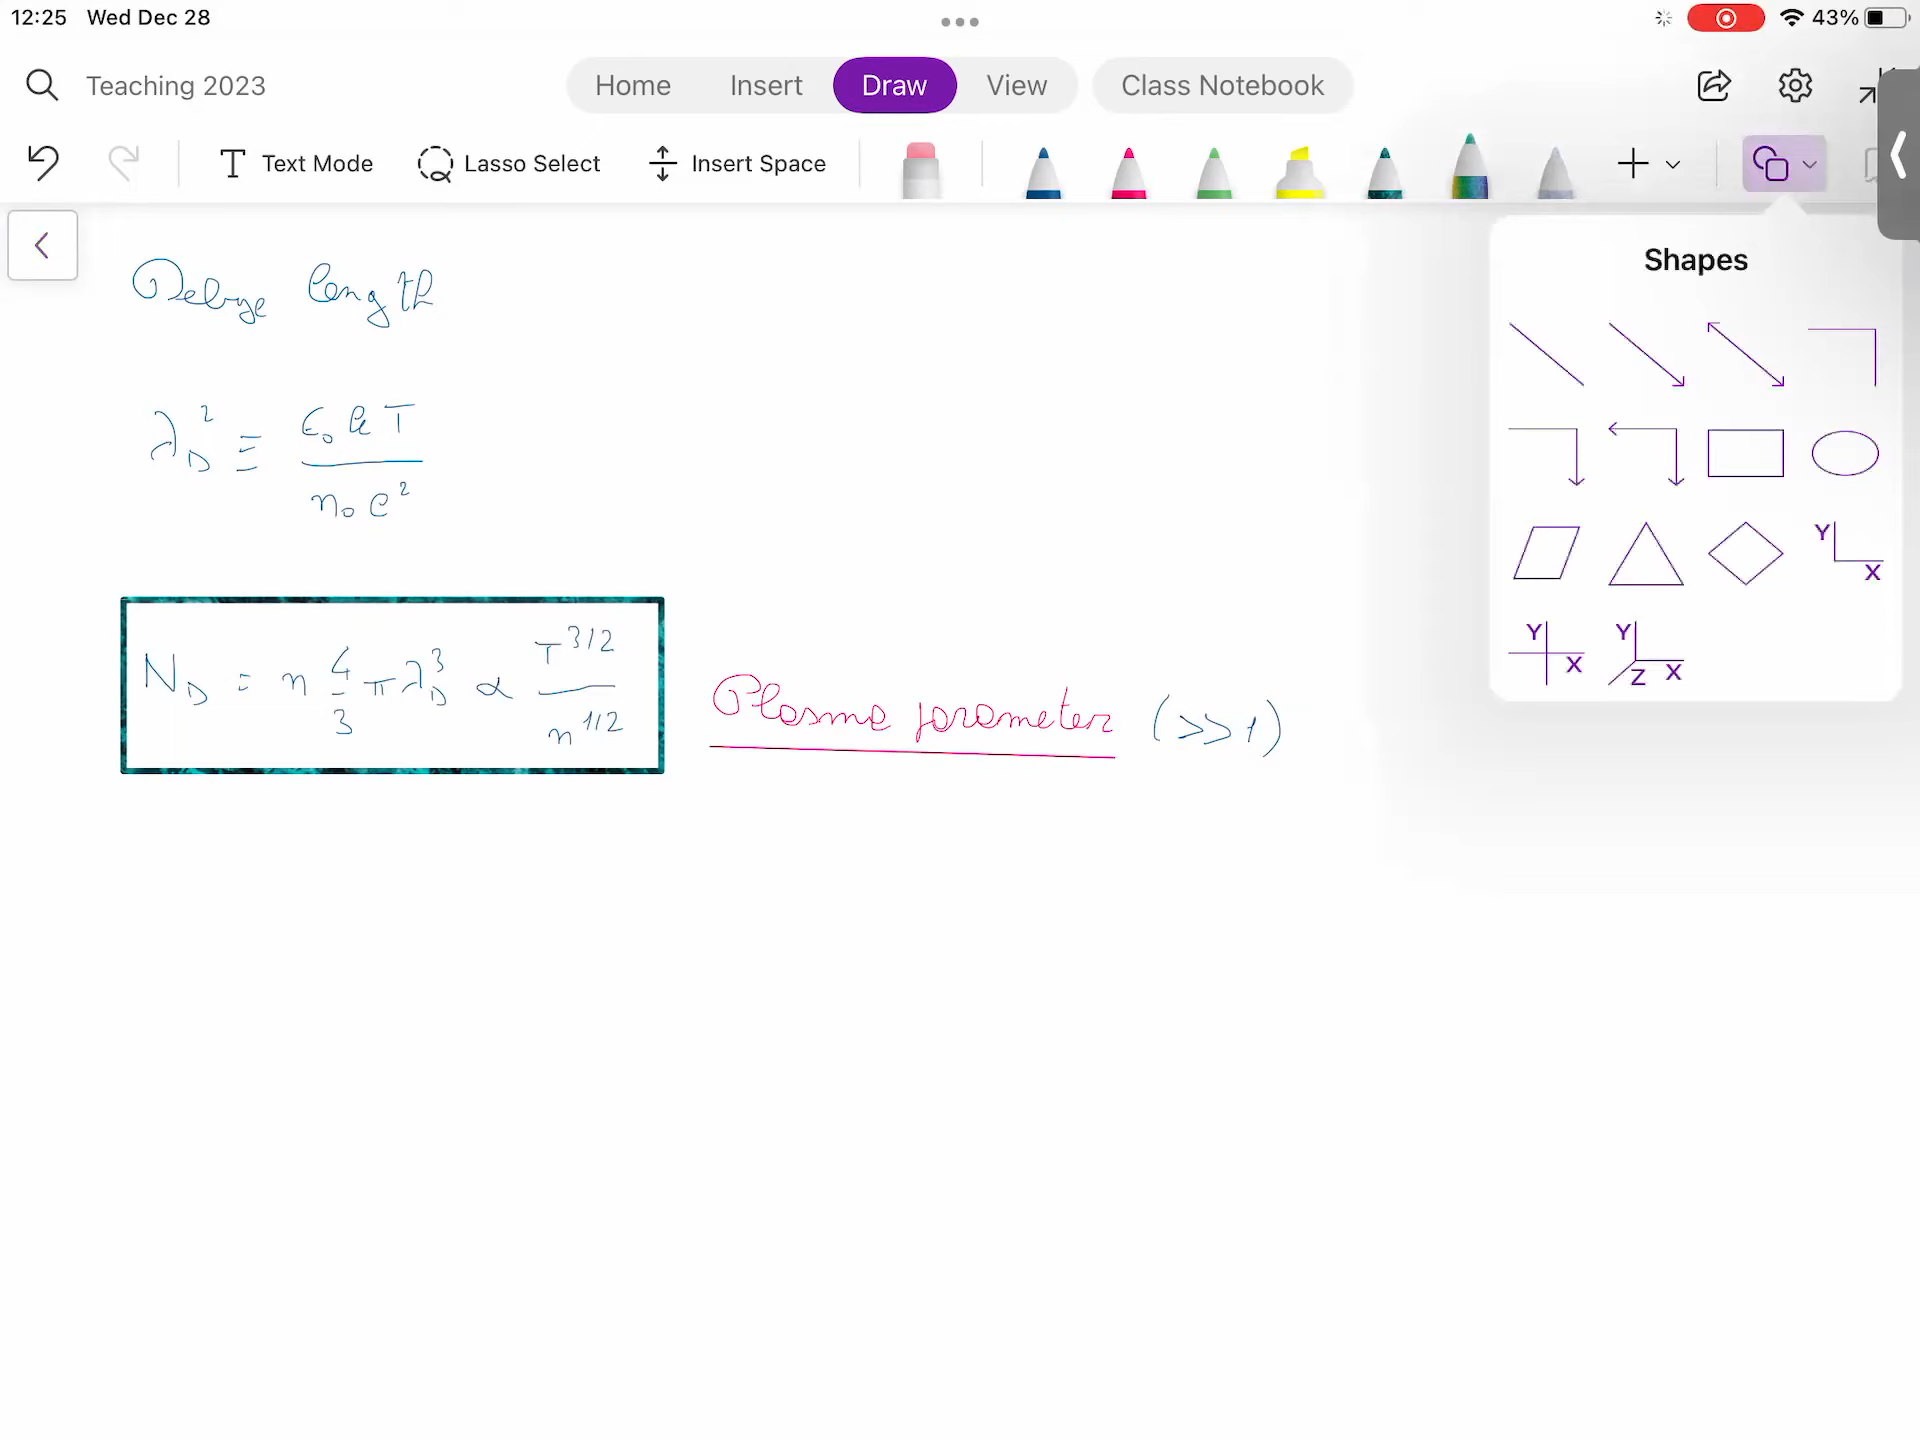 12:25 Wed Dec 28
43%
Teaching 2023
Home Insert Draw View Class Notebook
T Text Mode Lasso Select Insert Space
Shapes
Debye length
λ_D² ≡ ε₀ k T / n₀ e²
N_D = n 4/3 π λ_D³ ∝ T^3/2 / n^1/2
Plasma parameter (>>1)
Y X
Y X
Y Z X